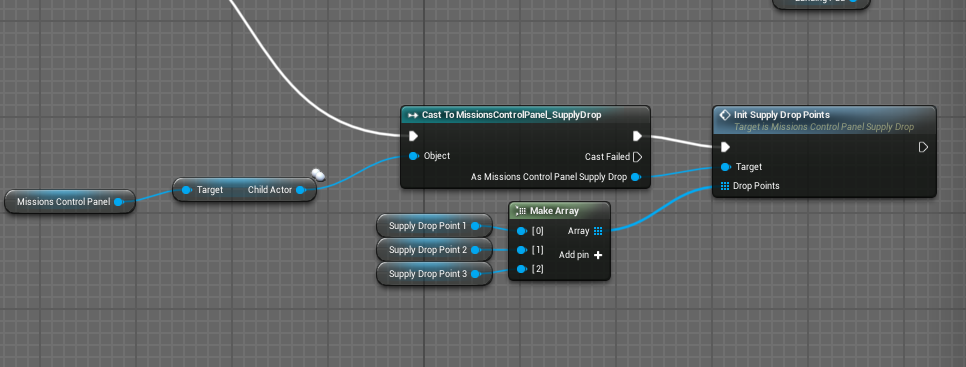 Cast To MissionsControlPanel_SupplyDrop
Object
Cast Failed
As Missions Control Panel Supply Drop
Init Supply Drop Points
Target is Missions Control Panel Supply Drop
Target
Drop Points
Missions Control Panel
Target
Child Actor
Make Array
Supply Drop Point 1
Supply Drop Point 2
Supply Drop Point 3
[0]
[1]
[2]
Array
Add pin